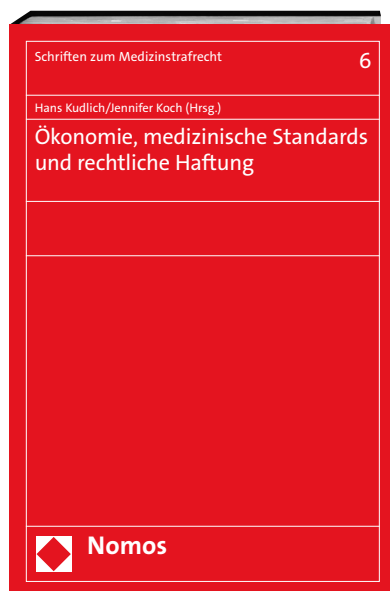 Schriften zum Medizinstrafrecht
6
Hans Kudlich/Jennifer Koch (Hrsg.)
Ökonomie, medizinische Standards
und rechtliche Haftung
Nomos